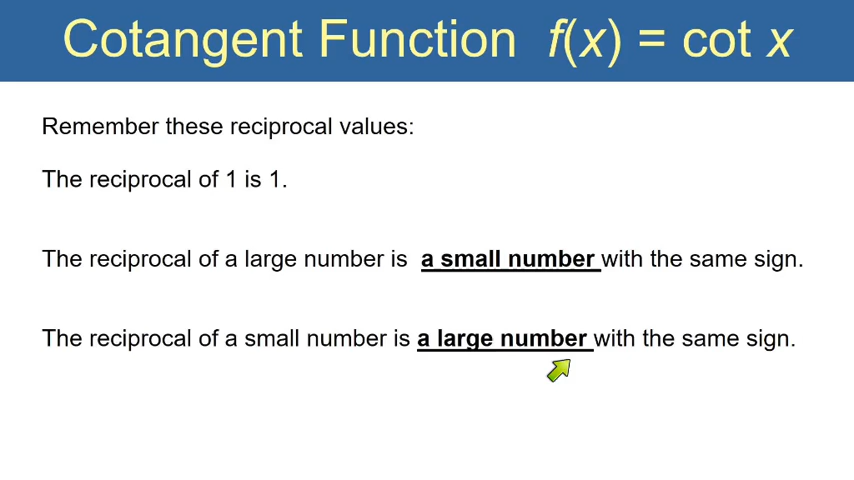 Cotangent Function f(x) = cot x
Remember these reciprocal values:
The reciprocal of 1 is 1.
The reciprocal of a large number is a small number with the same sign.
The reciprocal of a small number is a large number with the same sign.